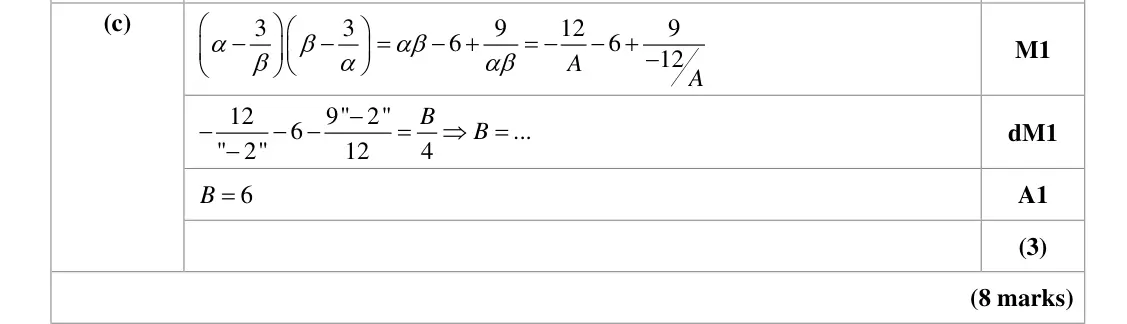 (c) (α − 3/β)(β − 3/α) = αβ − 6 + 9/αβ = −12/A − 6 + 9/(−12/A) M1
−12/"−2" − 6 − 9"−2"/12 = B/4 ⇒ B = ... dM1
B = 6 A1
(3)
(8 marks)